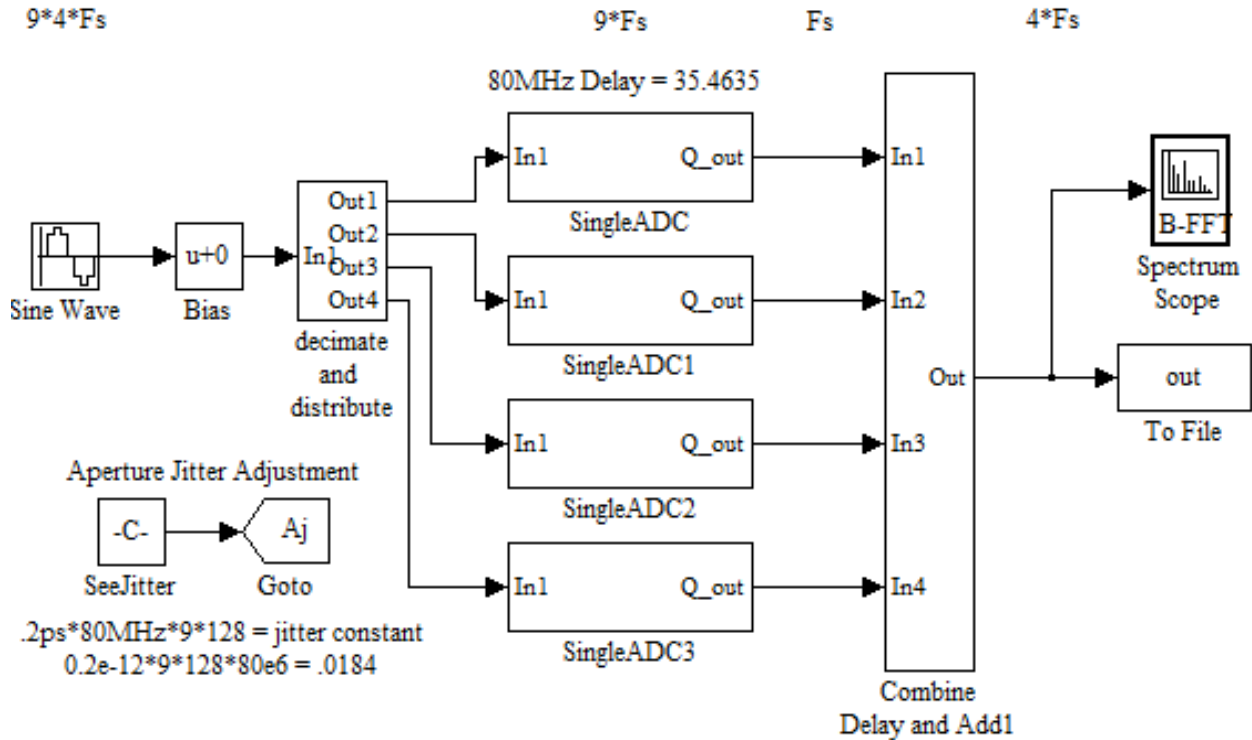 9*4*Fs
9*Fs
Fs
4*Fs
80MHz Delay = 35.4635
In1
Q_out
SingleADC
In1
Q_out
SingleADC1
In1
Q_out
SingleADC2
In1
Q_out
SingleADC3
Sine Wave
u+0
Bias
In1
Out1
Out2
Out3
Out4
decimate
and
distribute
In1
In2
In3
In4
Out
Combine
Delay and Add1
B-FFT
Spectrum
Scope
out
To File
Aperture Jitter Adjustment
-C-
SeeJitter
Aj
Goto
.2ps*80MHz*9*128 = jitter constant
0.2e-12*9*128*80e6 = .0184